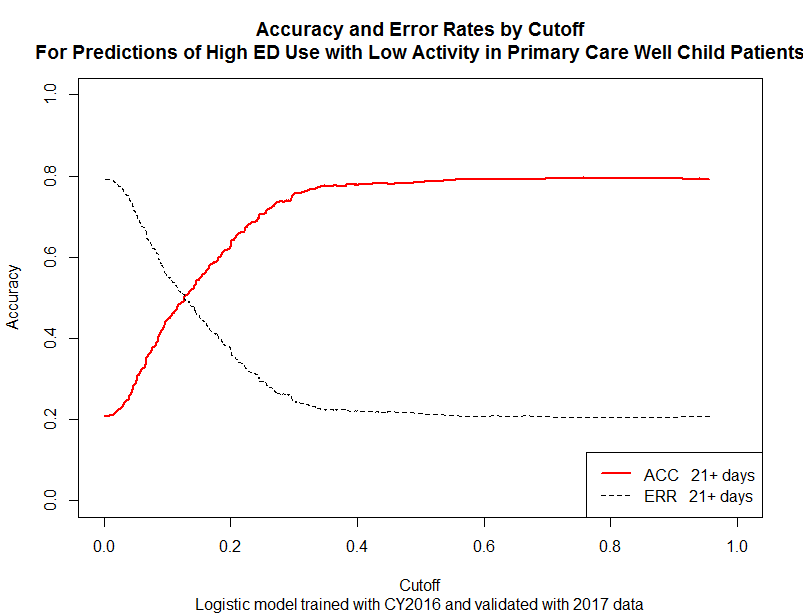 Accuracy and Error Rates by Cutoff
For Predictions of High ED Use with Low Activity in Primary Care Well Child Patients
Accuracy
1.0
0.8
0.6
0.4
0.2
0.0
ACC 21+ days
ERR 21+ days
0.0 0.2 0.4 0.6 0.8 1.0
Cutoff
Logistic model trained with CY2016 and validated with 2017 data